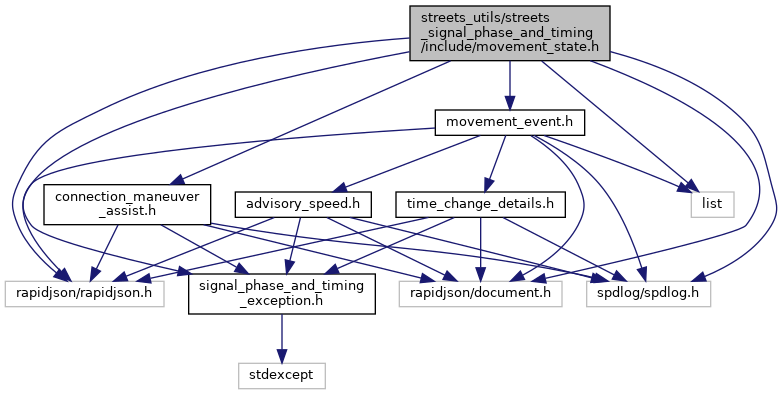 streets_utils/streets
_signal_phase_and_timing
/include/movement_state.h
movement_event.h
connection_maneuver
_assist.h
advisory_speed.h
time_change_details.h
list
rapidjson/rapidjson.h
signal_phase_and_timing
_exception.h
rapidjson/document.h
spdlog/spdlog.h
stdexcept